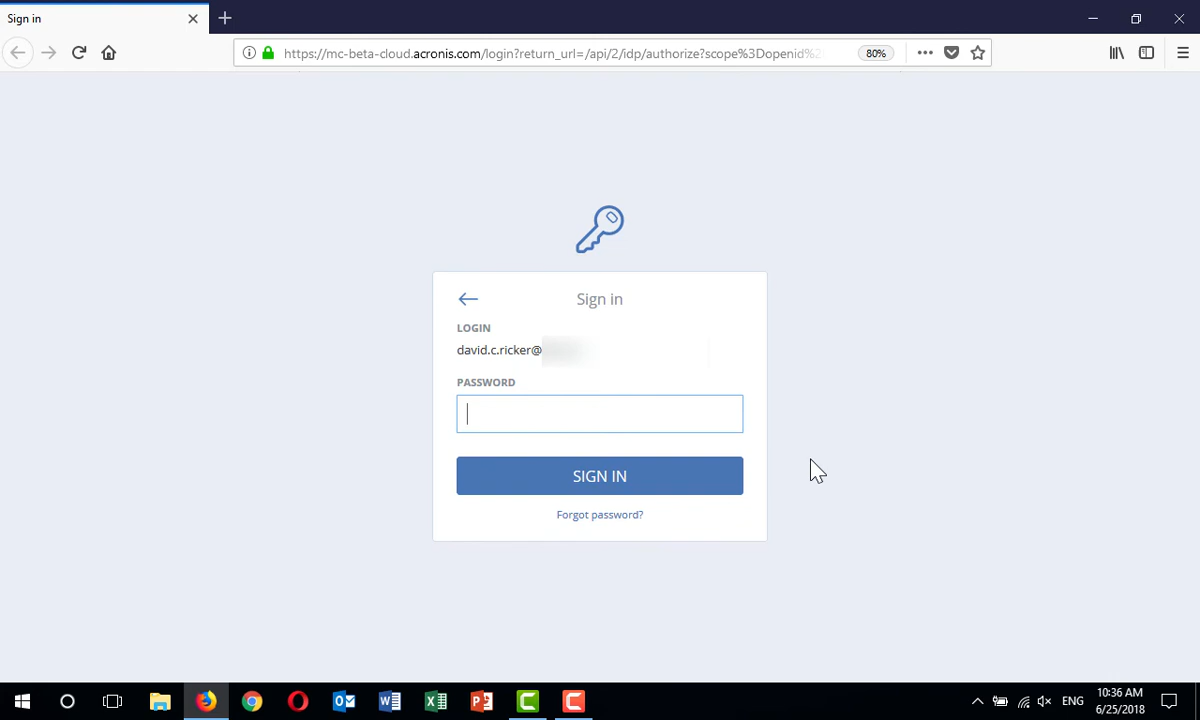 Sign in
https://mc-beta-cloud.acronis.com/login?return_url=/api/2/idp/authorize?scope%3Dopenid%2
80%
Sign in
LOGIN
david.c.ricker@
PASSWORD
SIGN IN
Forgot password?
ENG
10:36 AM
6/25/2018